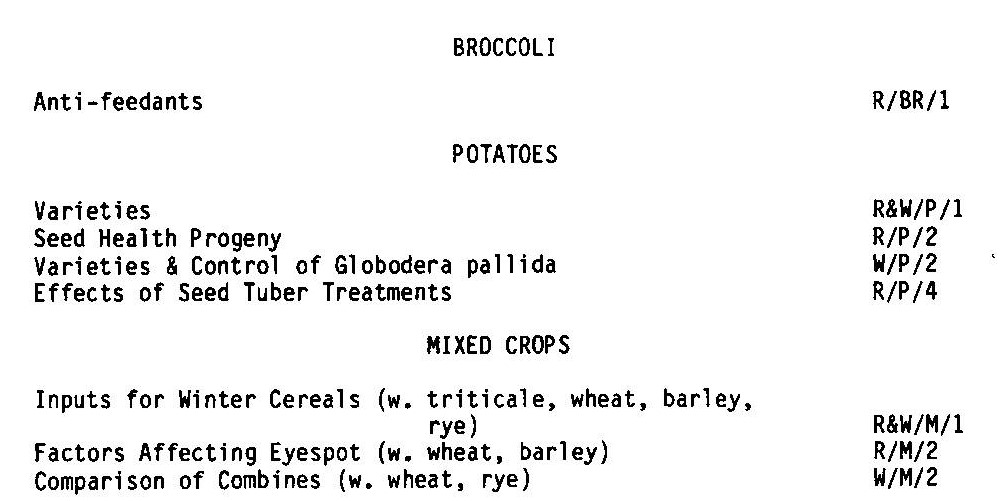 BROCCOLI
Anti-feedants R/BR/1
POTATOES
Varieties R&W/P/1
Seed Health Progeny R/P/2
Varieties & Control of Globodera pallida W/P/2
Effects of Seed Tuber Treatments R/P/4
MIXED CROPS
Inputs for Winter Cereals (w. triticale, wheat, barley,
rye) R&W/M/1
Factors Affecting Eyespot (w. wheat, barley) R/M/2
Comparison of Combines (w. wheat, rye) W/M/2